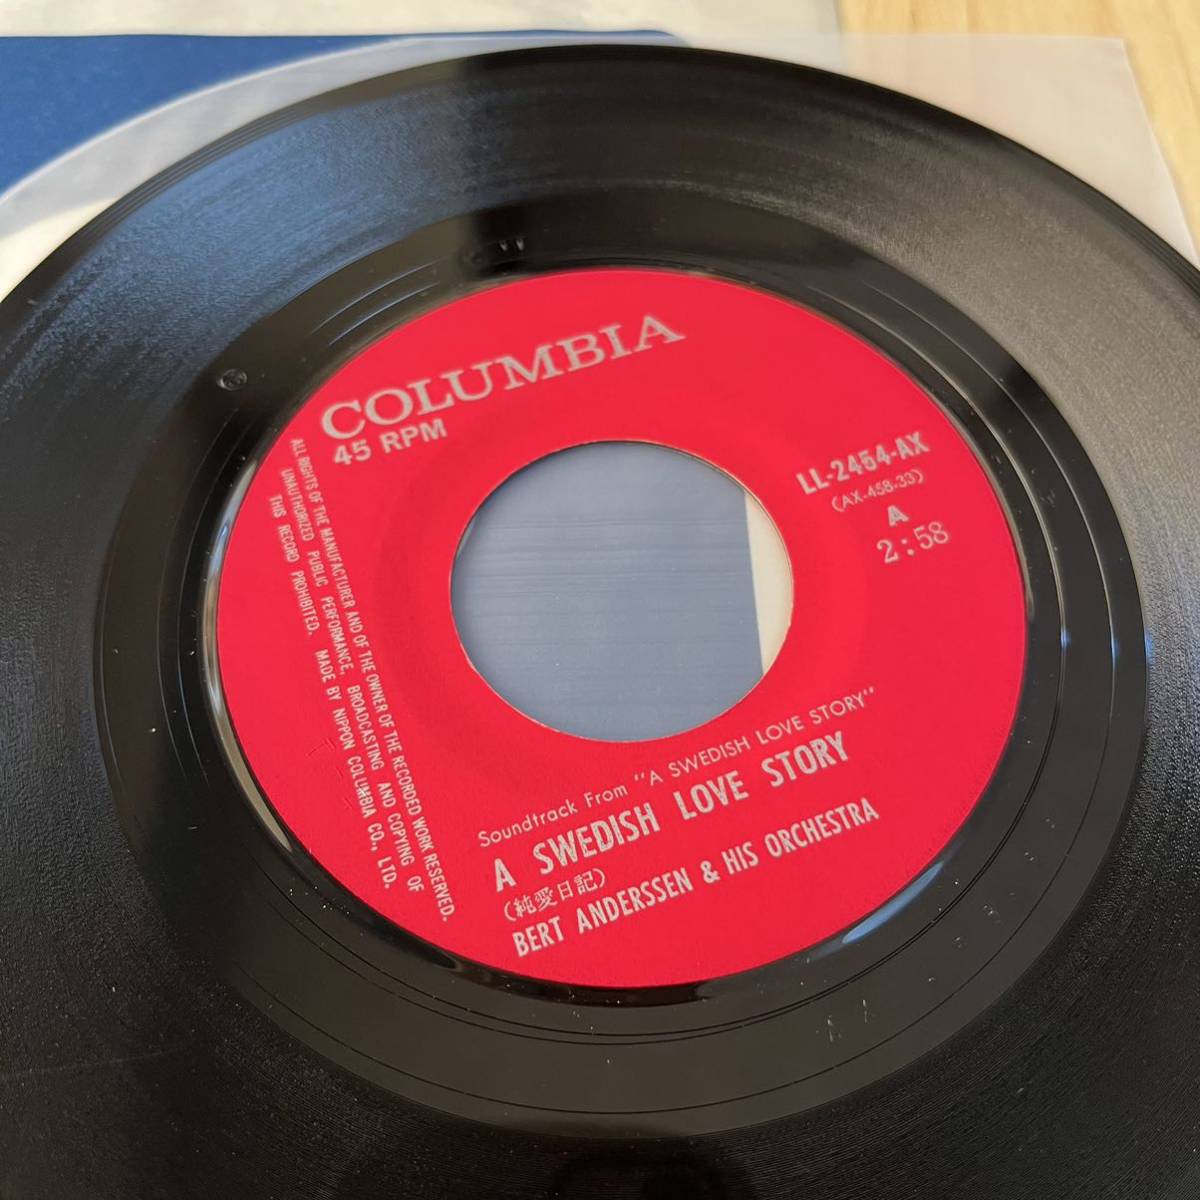 COLUMBIA
45 RPM
LL-2454-AX
(AX-458-33)
A
2:58
ALL RIGHTS OF THE MANUFACTURER AND OF THE OWNER OF THE RECORDED WORK RESERVED.
UNAUTHORIZED PUBLIC PERFORMANCE, BROADCASTING AND COPYING OF
THIS RECORD PROHIBITED. MADE BY NIPPON COLUMBIA CO., LTD.
Soundtrack From "A SWEDISH LOVE STORY"
A SWEDISH LOVE STORY
(純愛日記)
BERT ANDERSSEN & HIS ORCHESTRA